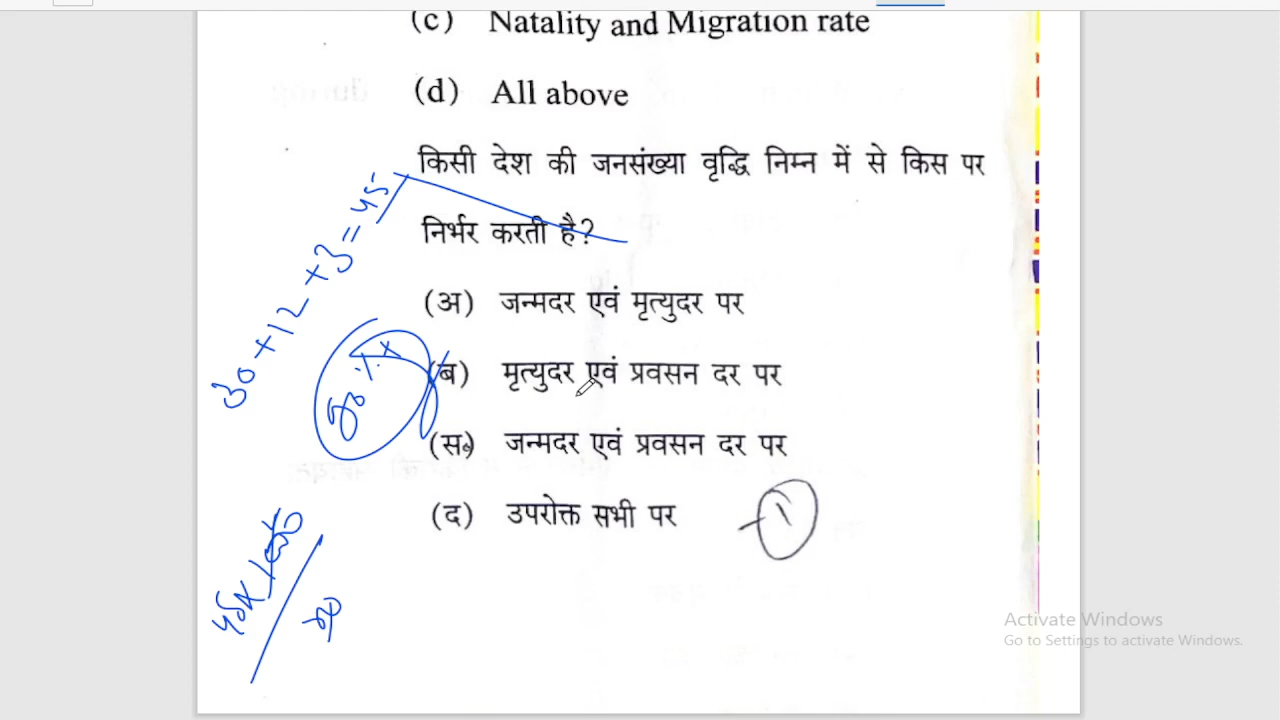 (c) Natality and Migration rate
(d) All above
किसी देश की जनसंख्या वृद्धि निम्न में से किस पर
निर्भर करती है?
(अ) जन्मदर एवं मृत्युदर पर
(ब) मृत्युदर एवं प्रवसन दर पर
(स) जन्मदर एवं प्रवसन दर पर
(द) उपरोक्त सभी पर
30+12+3=45
Activate Windows
Go to Settings to activate Windows.